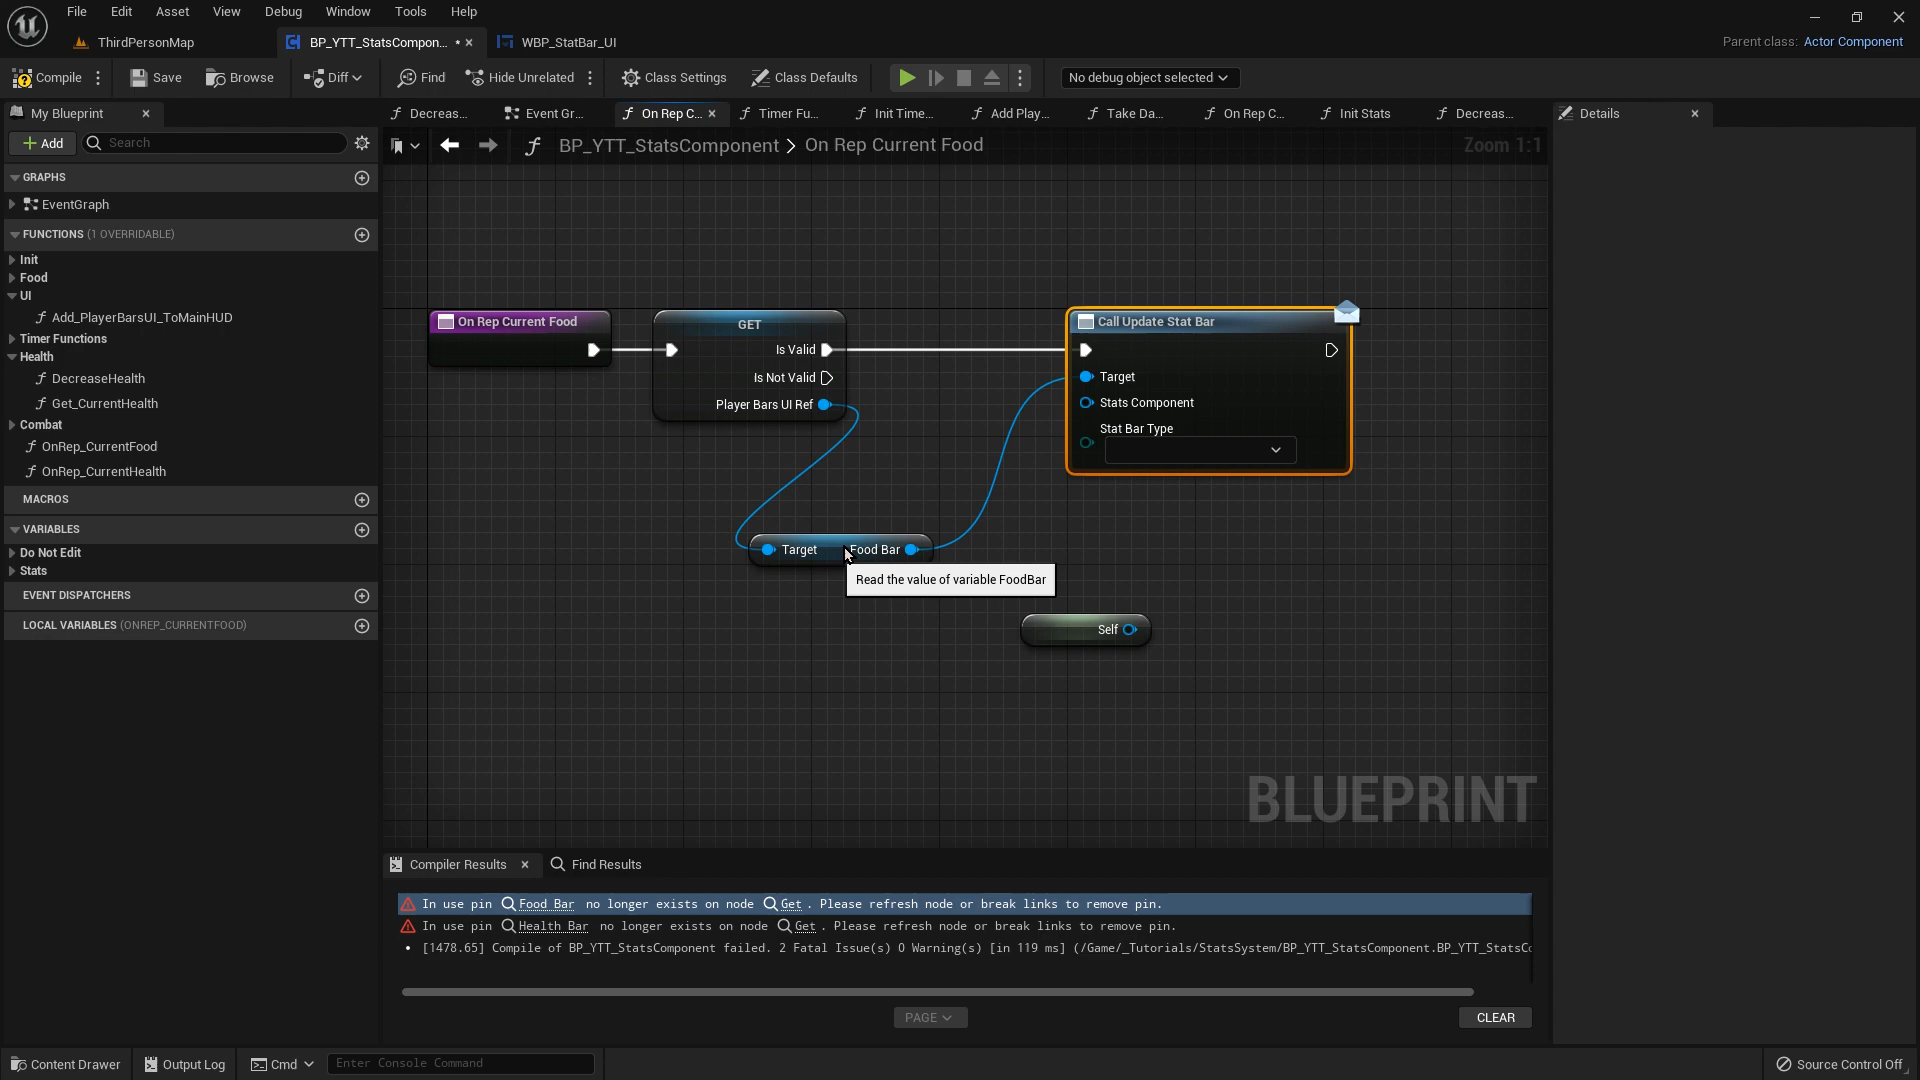 File Edit Asset View Debug Window Tools Help
ThirdPersonMap
BP_YTT_StatsCompon... •
WBP_StatBar_UI
Parent class: Actor Component
Compile
Save
Browse
Diff
Find
Hide Unrelated
Class Settings
Class Defaults
No debug object selected
My Blueprint
Decreas...
Event Gr...
On Rep C...
Timer Fu...
Init Time...
Add Play...
Take Da...
On Rep C...
Init Stats
Decreas...
Details
+ Add
Search
BP_YTT_StatsComponent > On Rep Current Food
Zoom 1:1
GRAPHS
EventGraph
FUNCTIONS (1 OVERRIDABLE)
Init
Food
UI
Add_PlayerBarsUI_ToMainHUD
Timer Functions
Health
DecreaseHealth
Get_CurrentHealth
Combat
OnRep_CurrentFood
OnRep_CurrentHealth
MACROS
VARIABLES
Do Not Edit
Stats
EVENT DISPATCHERS
LOCAL VARIABLES (ONREP_CURRENTFOOD)
On Rep Current Food
GET
Is Valid
Is Not Valid
Player Bars UI Ref
Call Update Stat Bar
Target
Stats Component
Stat Bar Type
Target Food Bar
Read the value of variable FoodBar
Self
BLUEPRINT
Compiler Results
Find Results
In use pin Food Bar no longer exists on node Get . Please refresh node or break links to remove pin.
In use pin Health Bar no longer exists on node Get . Please refresh node or break links to remove pin.
• [1478.65] Compile of BP_YTT_StatsComponent failed. 2 Fatal Issue(s) 0 Warning(s) [in 119 ms] (/Game/_Tutorials/StatsSystem/BP_YTT_StatsComponent.BP_YTT_StatsCo
PAGE
CLEAR
Content Drawer
Output Log
Cmd
Enter Console Command
Source Control Off